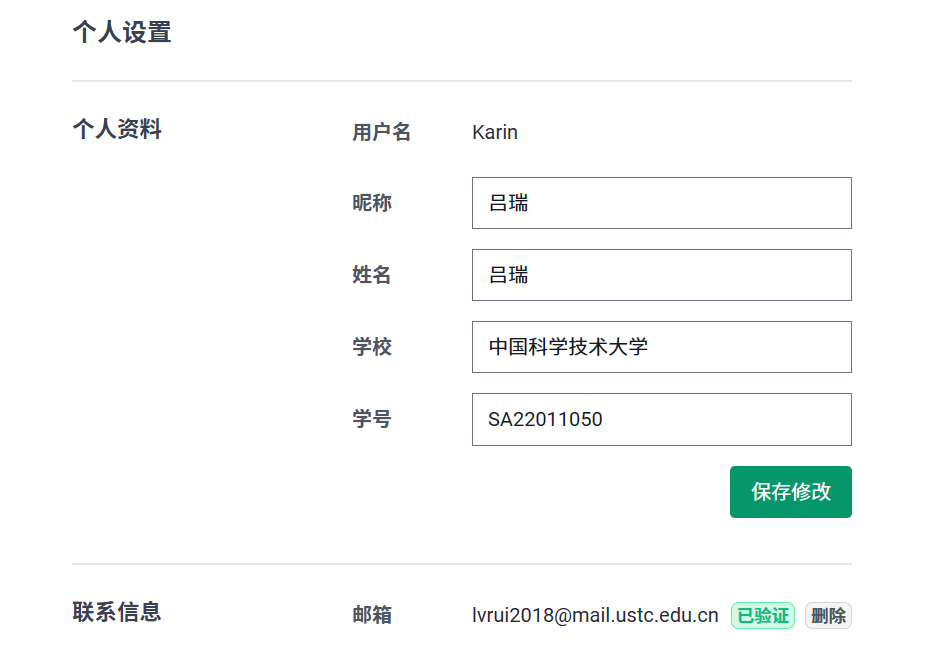 个人设置
个人资料
用户名 Karin
昵称 吕瑞
姓名 吕瑞
学校 中国科学技术大学
学号 SA22011050
保存修改
联系信息
邮箱 lvrui2018@mail.ustc.edu.cn 已验证 删除